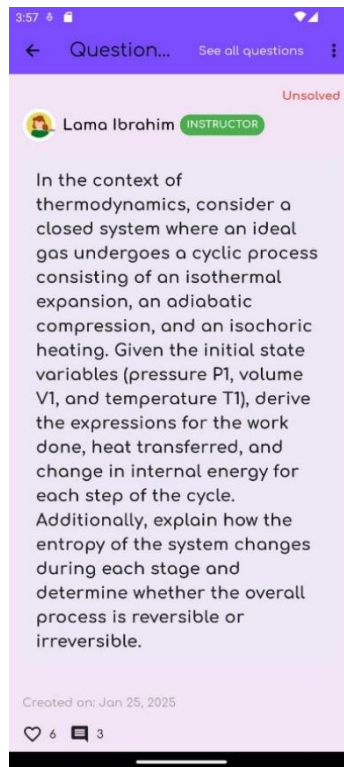 3:57
Question... See all questions
Unsolved
Lama Ibrahim INSTRUCTOR
In the context of
thermodynamics, consider a
closed system where an ideal
gas undergoes a cyclic process
consisting of an isothermal
expansion, an adiabatic
compression, and an isochoric
heating. Given the initial state
variables (pressure P1, volume
V1, and temperature T1), derive
the expressions for the work
done, heat transferred, and
change in internal energy for
each step of the cycle.
Additionally, explain how the
entropy of the system changes
during each stage and
determine whether the overall
process is reversible or
irreversible.
Created on: Jan 25, 2025
6 3